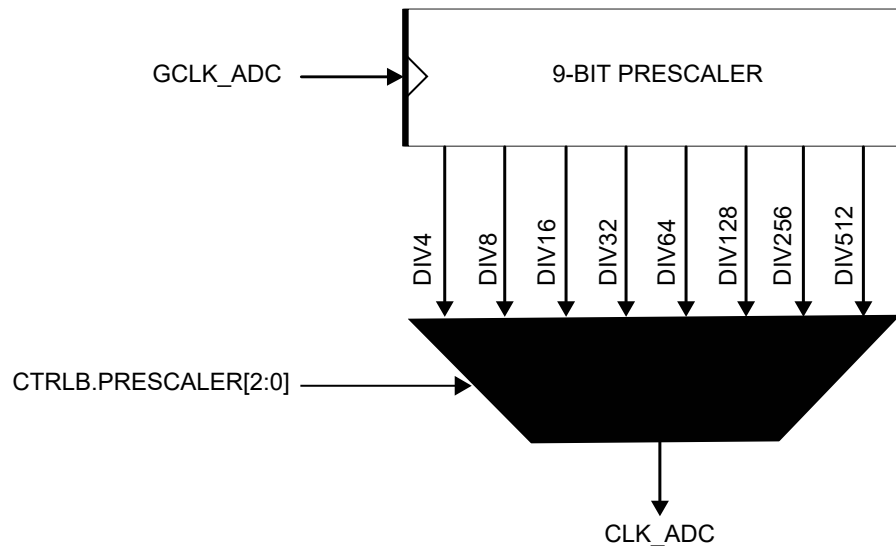 GCLK_ADC
9-BIT PRESCALER
DIV4
DIV8
DIV16
DIV32
DIV64
DIV128
DIV256
DIV512
CTRLB.PRESCALER[2:0]
CLK_ADC